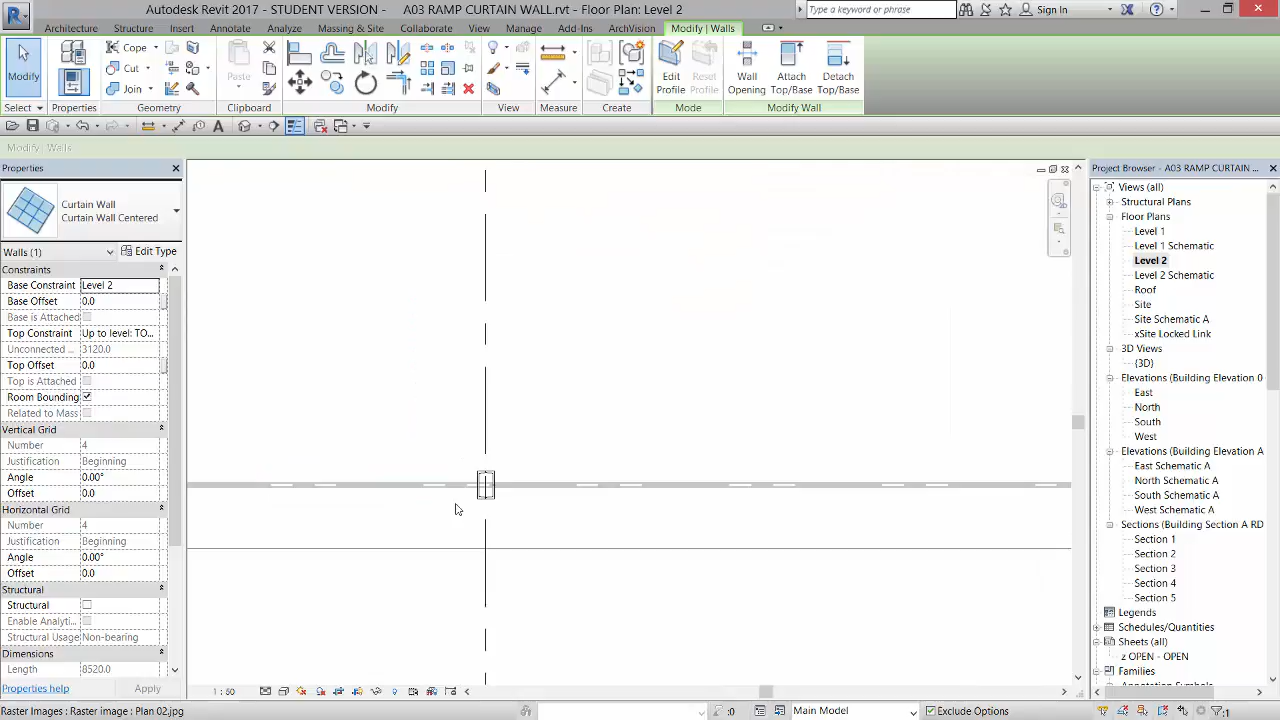 Autodesk Revit 2017 - STUDENT VERSION - A03 RAMP CURTAIN WALL.rvt - Floor Plan: Level 2
Type a keyword or phrase
Sign In
Architecture Structure Insert Annotate Analyze Massing & Site Collaborate View Manage Add-Ins ArchVision Modify | Walls
Modify
Cope
Cut
Join
Paste
Edit Profile
Reset Profile
Wall Opening
Attach Top/Base
Detach Top/Base
Select Properties Geometry Clipboard Modify View Measure Create Mode Modify Wall
Modify | Walls
Properties
Curtain Wall
Curtain Wall Centered
Walls (1)
Edit Type
Constraints
Base Constraint Level 2
Base Offset 0.0
Base is Attached
Top Constraint Up to level: TO...
Unconnected ... 3120.0
Top Offset 0.0
Top is Attached
Room Bounding
Related to Mass
Vertical Grid
Number 4
Justification Beginning
Angle 0.00°
Offset 0.0
Horizontal Grid
Number 4
Justification Beginning
Angle 0.00°
Offset 0.0
Structural
Structural
Enable Analyti...
Structural Usage Non-bearing
Dimensions
Length 8520.0
Properties help
Apply
1 : 50
Project Browser - A03 RAMP CURTAIN ...
Views (all)
Structural Plans
Floor Plans
Level 1
Level 1 Schematic
Level 2
Level 2 Schematic
Roof
Site
Site Schematic A
xSite Locked Link
3D Views
{3D}
Elevations (Building Elevation 0
East
North
South
West
Elevations (Building Elevation A
East Schematic A
North Schematic A
South Schematic A
West Schematic A
Sections (Building Section A RD
Section 1
Section 2
Section 3
Section 4
Section 5
Legends
Schedules/Quantities
Sheets (all)
z OPEN - OPEN
Families
Annotation Symbols
Raster Images : Raster image : Plan 02.jpg
:0
Main Model
Exclude Options
:1